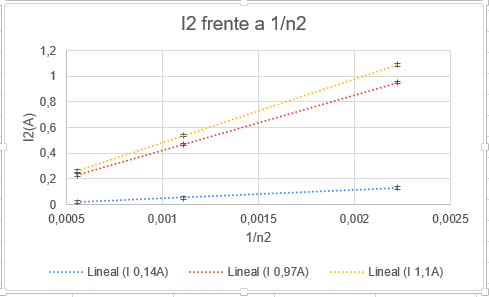 I2 frente a 1/n2
1,2
1
0,8
0,6
0,4
0,2
0
I2(A)
0,0005 0,001 0,0015 0,002 0,0025
1/n2
Lineal (I 0,14A) Lineal (I 0,97A) Lineal (I 1,1A)